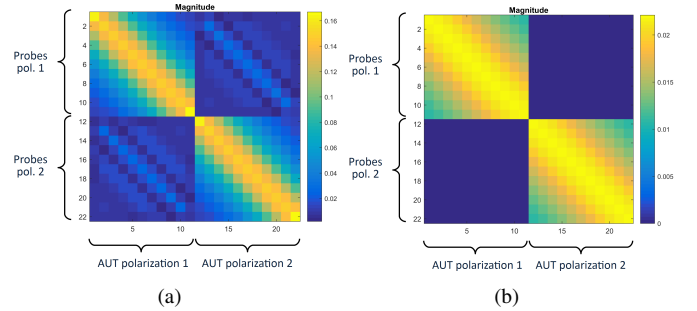 Magnitude
2
4
6
8
10
12
14
16
18
20
22
5
10
15
20
0.16
0.14
0.12
0.1
0.08
0.06
0.04
0.02
Probes
pol. 1
Probes
pol. 2
AUT polarization 1
AUT polarization 2
(a)
Magnitude
2
4
6
8
10
12
14
16
18
20
22
5
10
15
20
0.02
0.015
0.01
0.005
0
Probes
pol. 1
Probes
pol. 2
AUT polarization 1
AUT polarization 2
(b)